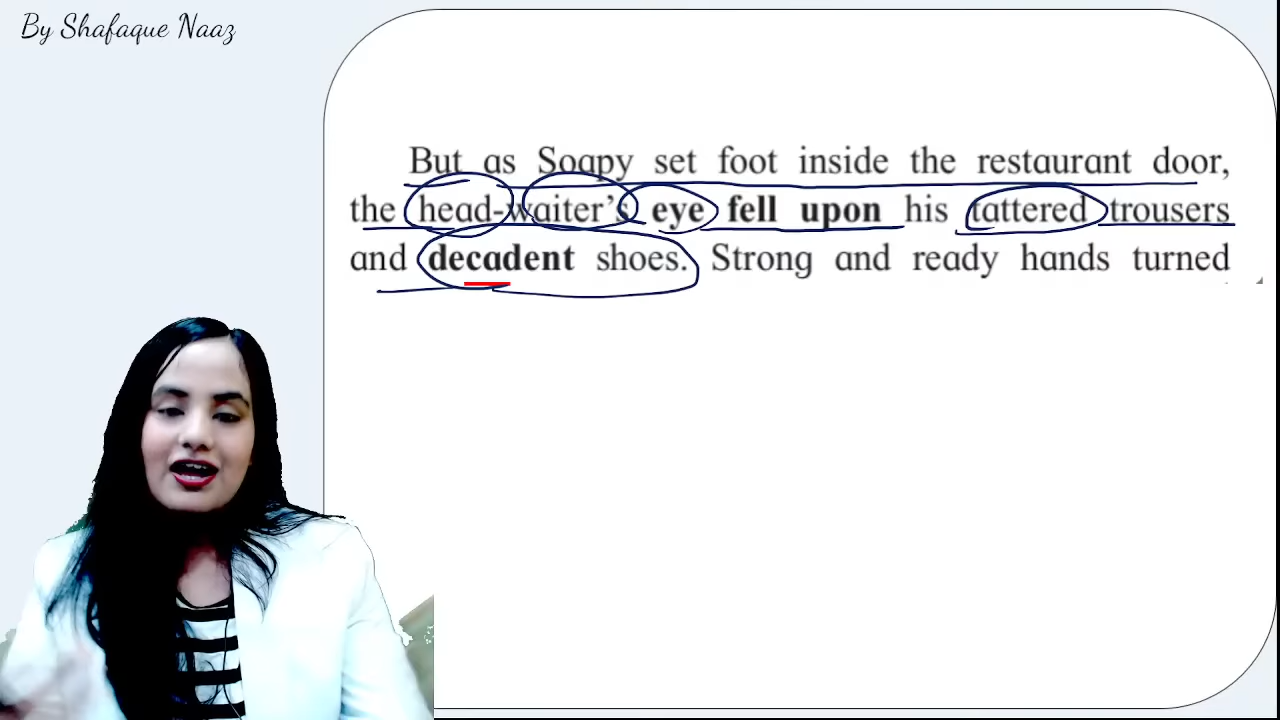 By Shafaque Naaz
But as Soapy set foot inside the restaurant door,
the head-waiter's eye fell upon his tattered trousers
and decadent shoes. Strong and ready hands turned